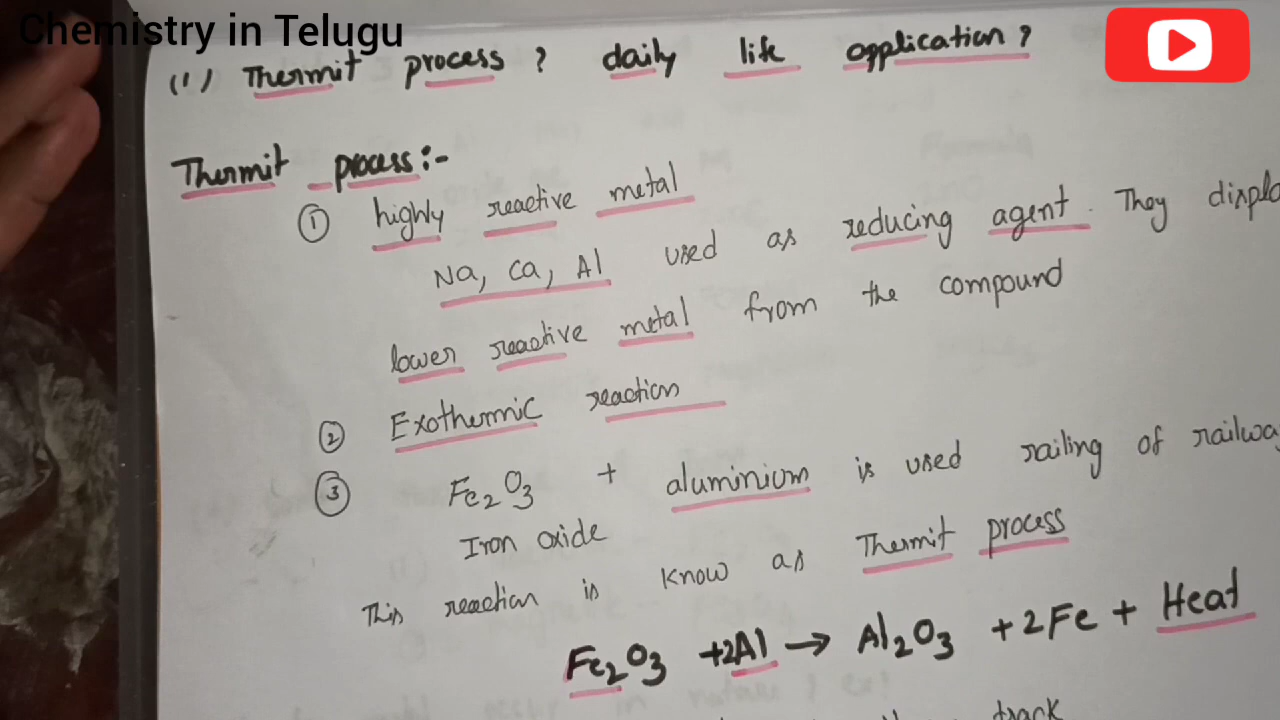 Chemistry in Telugu
(1) Thermit process? daily life application?
Thermit process:-
① highly reactive metal
Na, Ca, Al used as reducing agent. They displa
lower reactive metal from the compound
② Exothermic reaction
③ Fe₂O₃ + aluminium is used railing of railway
Iron oxide
This reaction is know as Thermit process
Fe₂O₃ +2Al → Al₂O₃ +2Fe + Heat
track